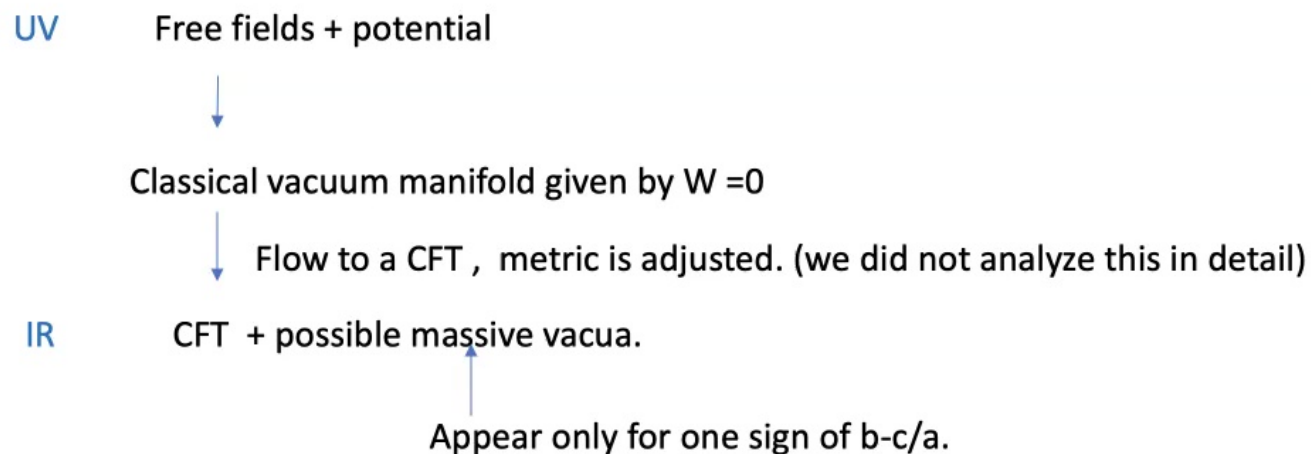 UV Free fields + potential
Classical vacuum manifold given by W =0
Flow to a CFT , metric is adjusted. (we did not analyze this in detail)
IR CFT + possible massive vacua.
Appear only for one sign of b-c/a.